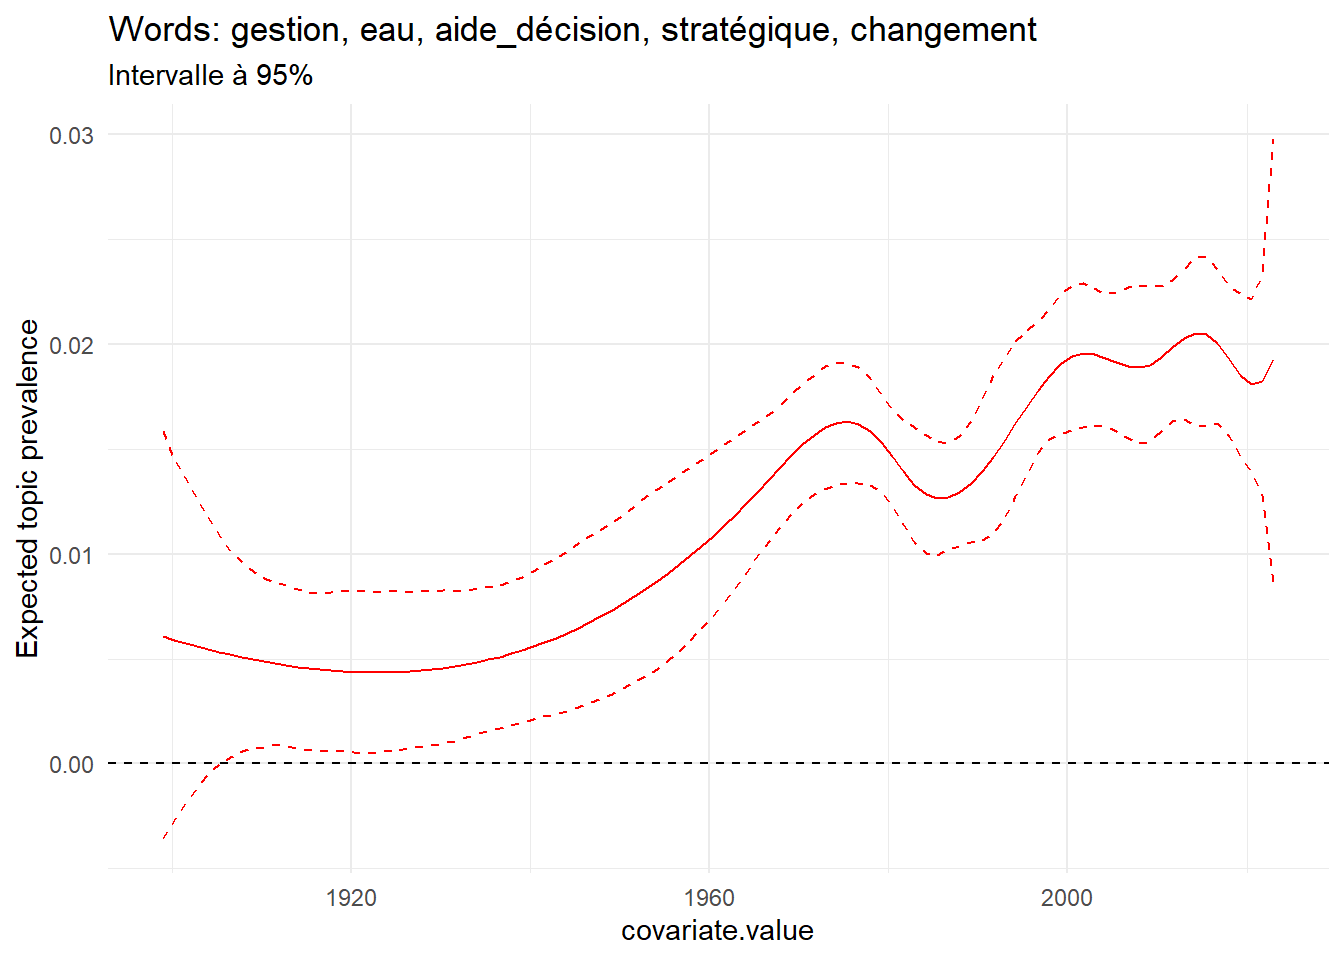 Words: gestion, eau, aide_décision, stratégique, changement
Intervalle à 95%
Expected topic prevalence
0.03
0.02
0.01
0.00
1920 1960 2000
covariate.value